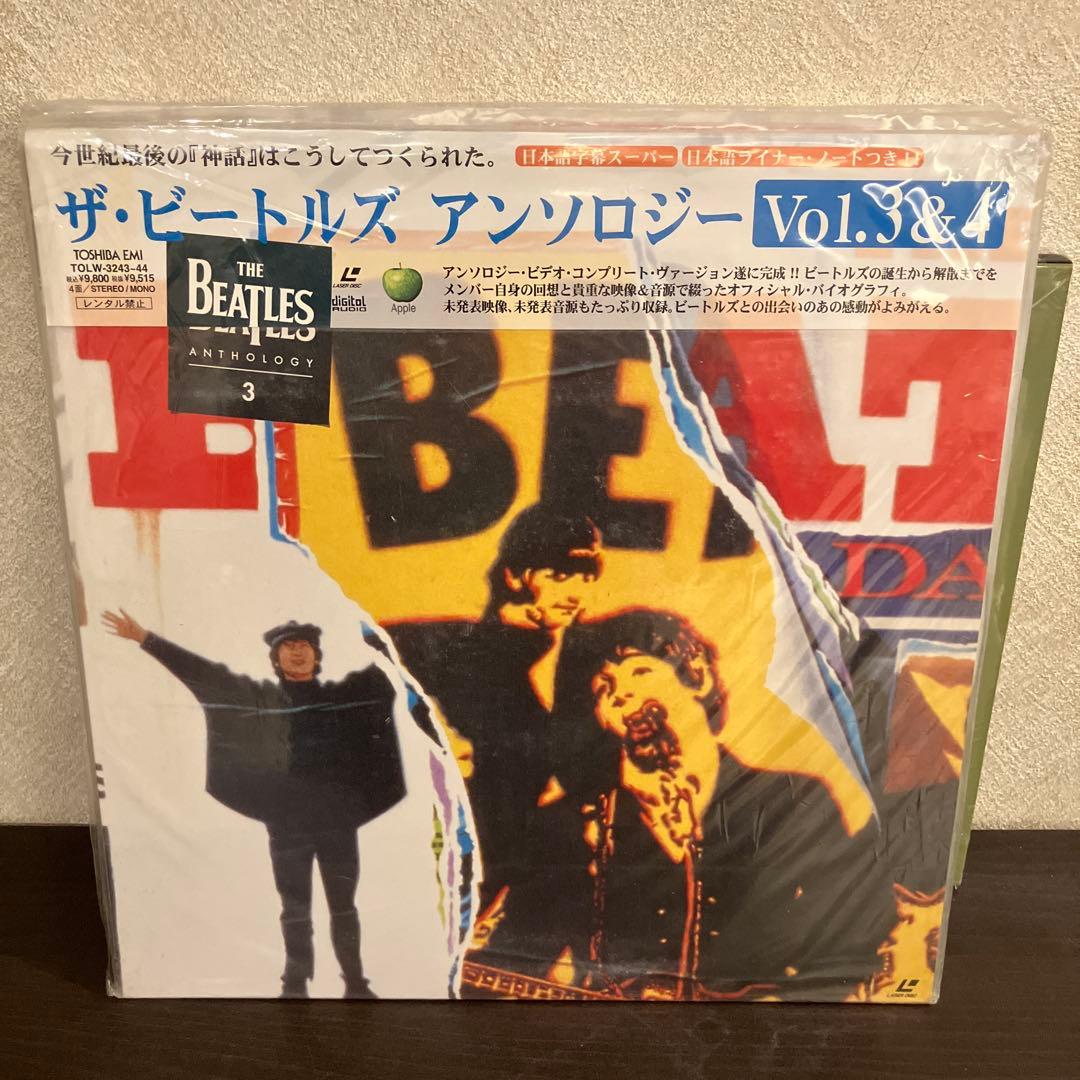 今世紀最後の『神話』はこうしてつくられた。
日本語字幕スーパー
日本語ライナー・ノートつき!!
ザ・ビートルズ アンソロジー Vol.3&4
TOSHIBA EMI
TOLW-3243~44
税込¥9,800 税抜¥9,515
4面/STEREO/MONO
レンタル禁止
THE
BEATLES
ANTHOLOGY
3
LASER DISC
digital
AUDIO
Apple
アンソロジー・ビデオ・コンプリート・ヴァージョン遂に完成!!ビートルズの誕生から解散までを
メンバー自身の回想と貴重な映像&音源で綴ったオフィシャル・バイオグラフィ。
未発表映像、未発表音源もたっぷり収録。ビートルズとの出会いのあの感動がよみがえる。
BEAT
DA
LASER DISC